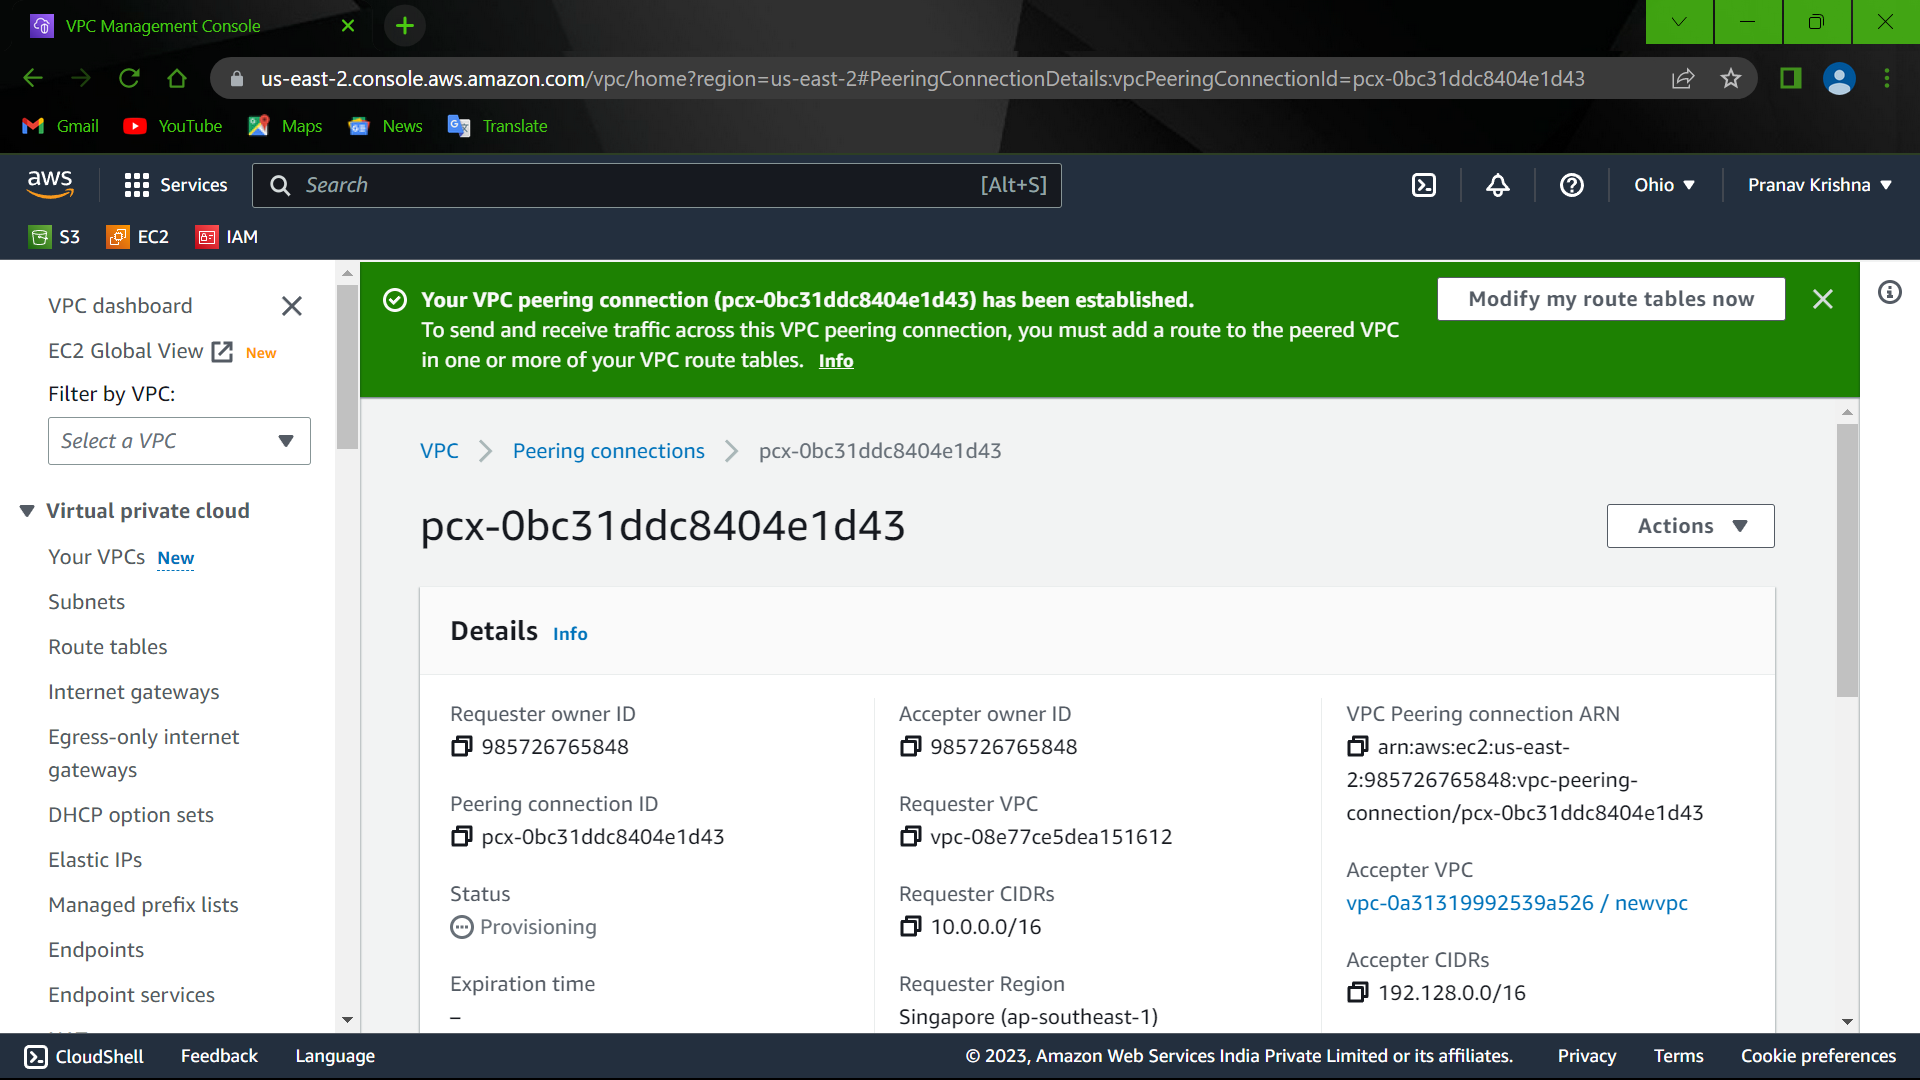 VPC Management Console
us-east-2.console.aws.amazon.com/vpc/home?region=us-east-2#PeeringConnectionDetails:vpcPeeringConnectionId=pcx-0bc31ddc8404e1d43
Gmail YouTube Maps News Translate
aws Services Search [Alt+S] Ohio Pranav Krishna
S3 EC2 IAM
VPC dashboard
EC2 Global View New
Filter by VPC:
Select a VPC
Virtual private cloud
Your VPCs New
Subnets
Route tables
Internet gateways
Egress-only internet
gateways
DHCP option sets
Elastic IPs
Managed prefix lists
Endpoints
Endpoint services
Your VPC peering connection (pcx-0bc31ddc8404e1d43) has been established.
To send and receive traffic across this VPC peering connection, you must add a route to the peered VPC
in one or more of your VPC route tables. Info
Modify my route tables now
VPC Peering connections pcx-0bc31ddc8404e1d43
pcx-0bc31ddc8404e1d43
Actions
Details Info
Requester owner ID
985726765848
Peering connection ID
pcx-0bc31ddc8404e1d43
Status
Provisioning
Expiration time
–
Accepter owner ID
985726765848
Requester VPC
vpc-08e77ce5dea151612
Requester CIDRs
10.0.0.0/16
Requester Region
Singapore (ap-southeast-1)
VPC Peering connection ARN
arn:aws:ec2:us-east-
2:985726765848:vpc-peering-
connection/pcx-0bc31ddc8404e1d43
Accepter VPC
vpc-0a31319992539a526 / newvpc
Accepter CIDRs
192.128.0.0/16
CloudShell Feedback Language
© 2023, Amazon Web Services India Private Limited or its affiliates. Privacy Terms Cookie preferences